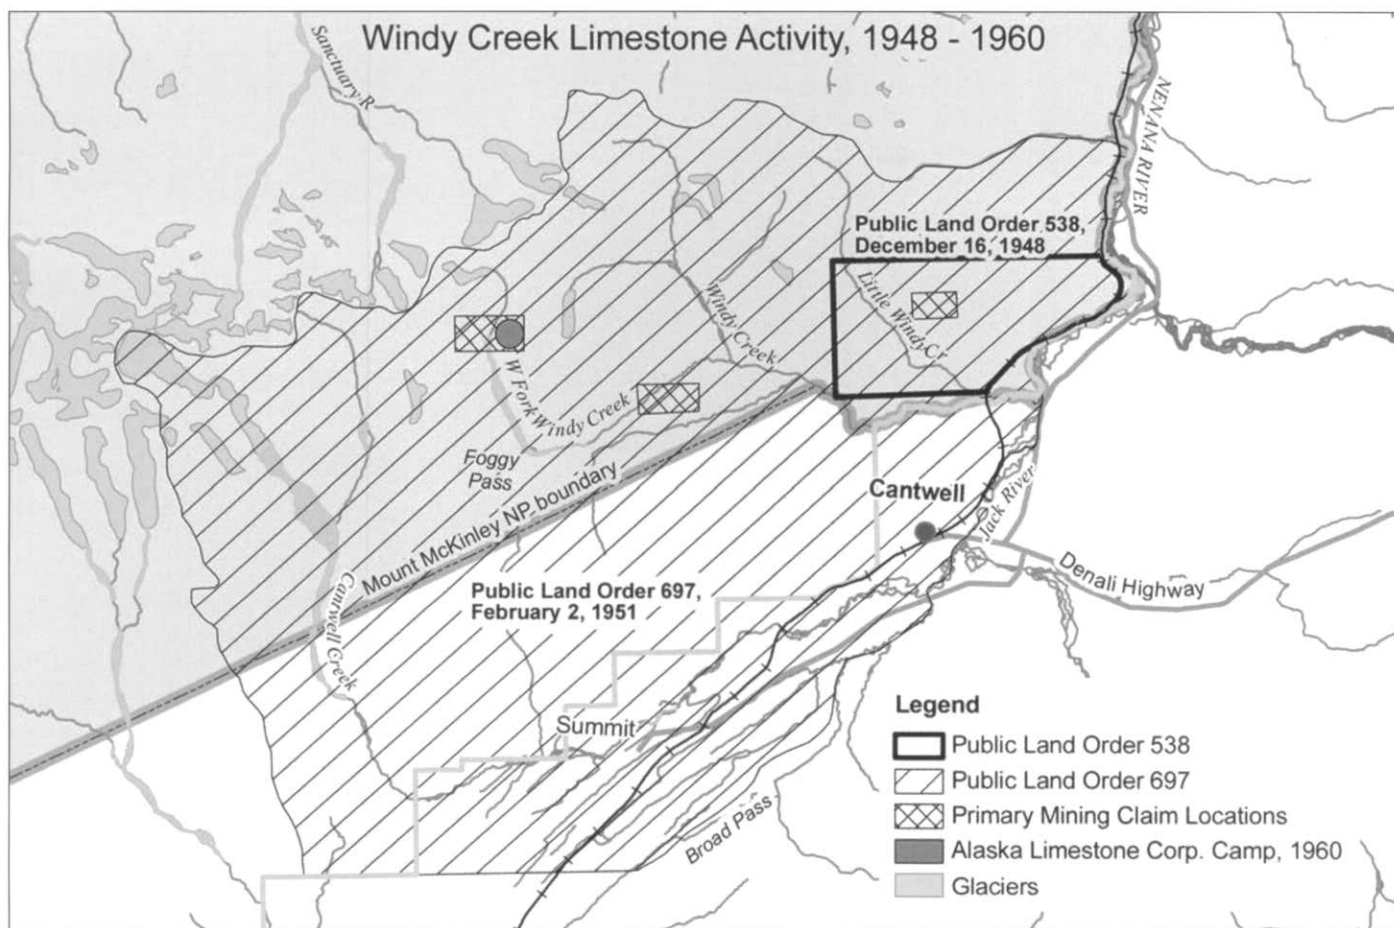 Windy Creek Limestone Activity, 1948 - 1960
Sanctuary R
NENANA RIVER
Public Land Order 538,
December 16, 1948
Little Windy Cr
Windy Creek
W Fork Windy Creek
Foggy
Pass
Mount McKinley NP boundary
Cantwell
Jack River
Denali Highway
Public Land Order 697,
February 2, 1951
Cantwell Creek
Summit
Broad Pass
Legend
Public Land Order 538
Public Land Order 697
Primary Mining Claim Locations
Alaska Limestone Corp. Camp, 1960
Glaciers